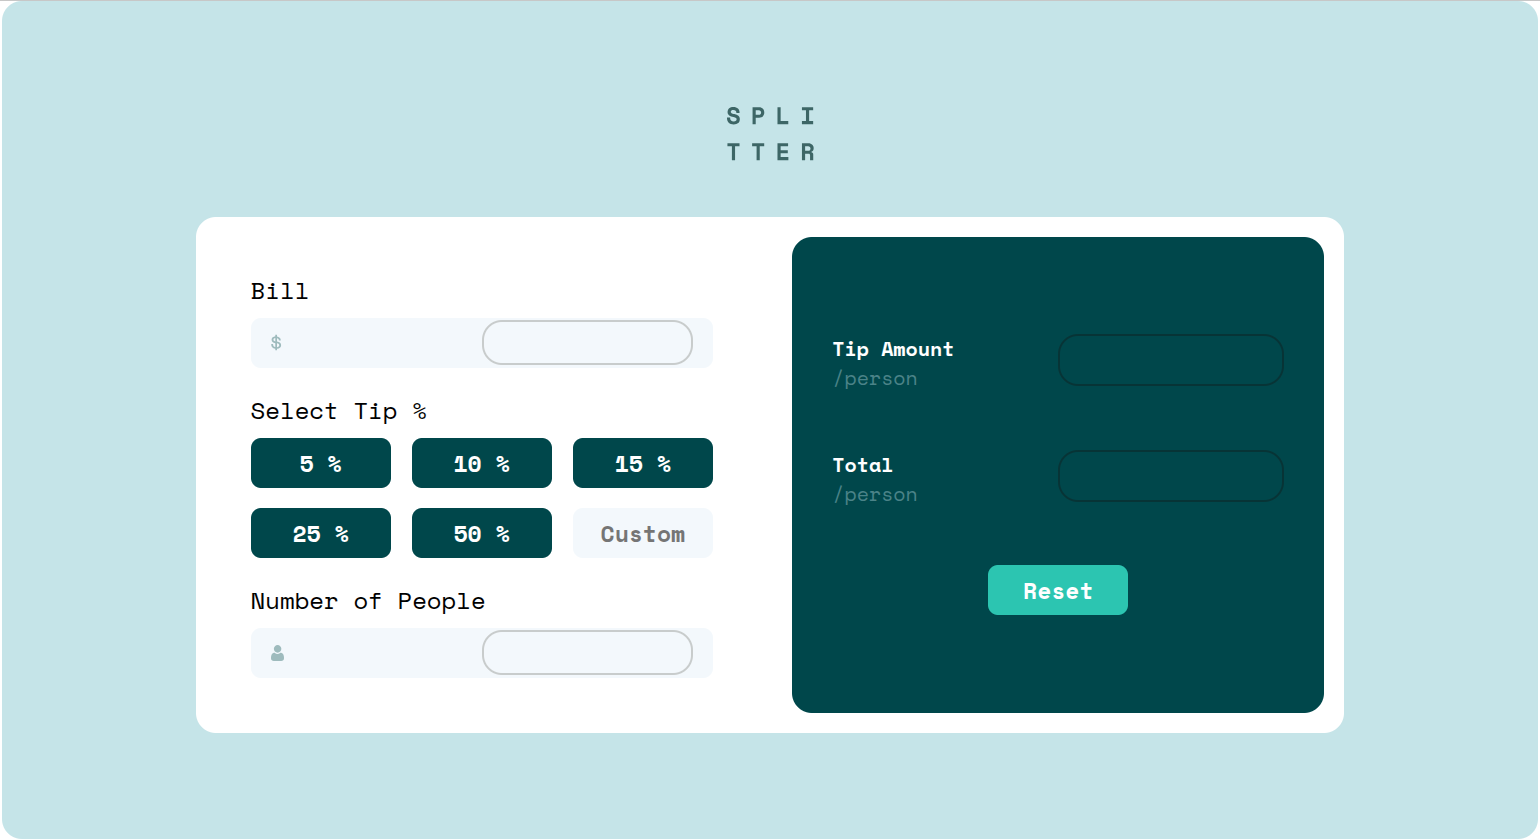 S P L I
T T E R
Bill
$
Select Tip %
5 %
10 %
15 %
25 %
50 %
Custom
Number of People
Tip Amount
/person
Total
/person
Reset